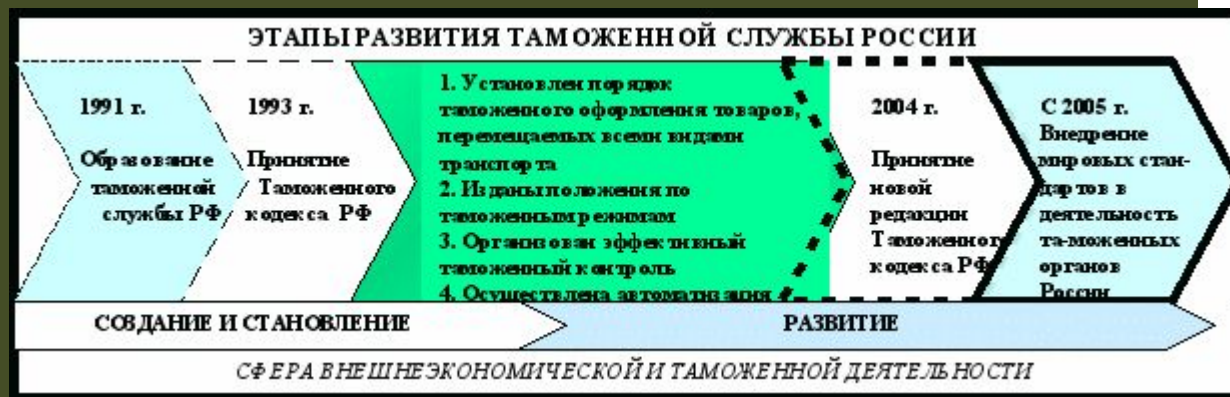 ЭТАПЫ РАЗВИТИЯ ТАМОЖЕННОЙ СЛУЖБЫ РОССИИ
1991 г.
Образование
таможенной
службы РФ
1993 г.
Принятие
Таможенного
кодекса РФ
1. Установлен порядок
таможенного оформления товаров,
перемещаемых всеми видами
транспорта
2. Изданы положения по
таможенным режимам
3. Организован эффективный
таможенный контроль
4. Осуществлена автоматизация
2004 г.
Принятие
новой
редакции
Таможенног
кодекса РФ
С 2005 г.
Внедрение
мировых стан-
дартов в
деятельность
та-моженных
органов
России
СОЗДАНИЕ И СТАНОВЛЕНИЕ
РАЗВИТИЕ
СФЕРА ВНЕШНЕЭКОНОМИЧЕСКОЙ И ТАМОЖЕННОЙ ДЕЯТЕЛЬНОСТИ